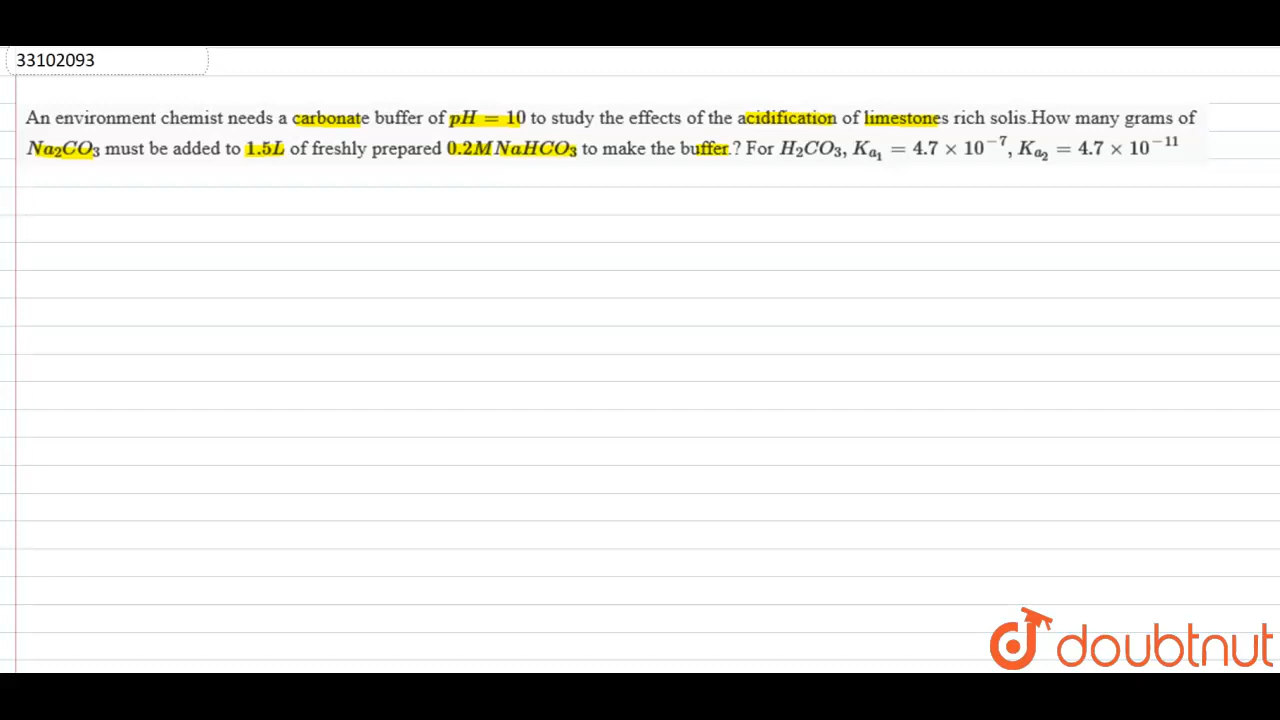 33102093
An environment chemist needs a carbonate buffer of pH = 10 to study the effects of the acidification of limestones rich solis.How many grams of
Na₂CO₃ must be added to 1.5L of freshly prepared 0.2M NaHCO₃ to make the buffer.? For H₂CO₃, Kₐ₁ = 4.7 × 10⁻⁷, Kₐ₂ = 4.7 × 10⁻¹¹
doubtnut